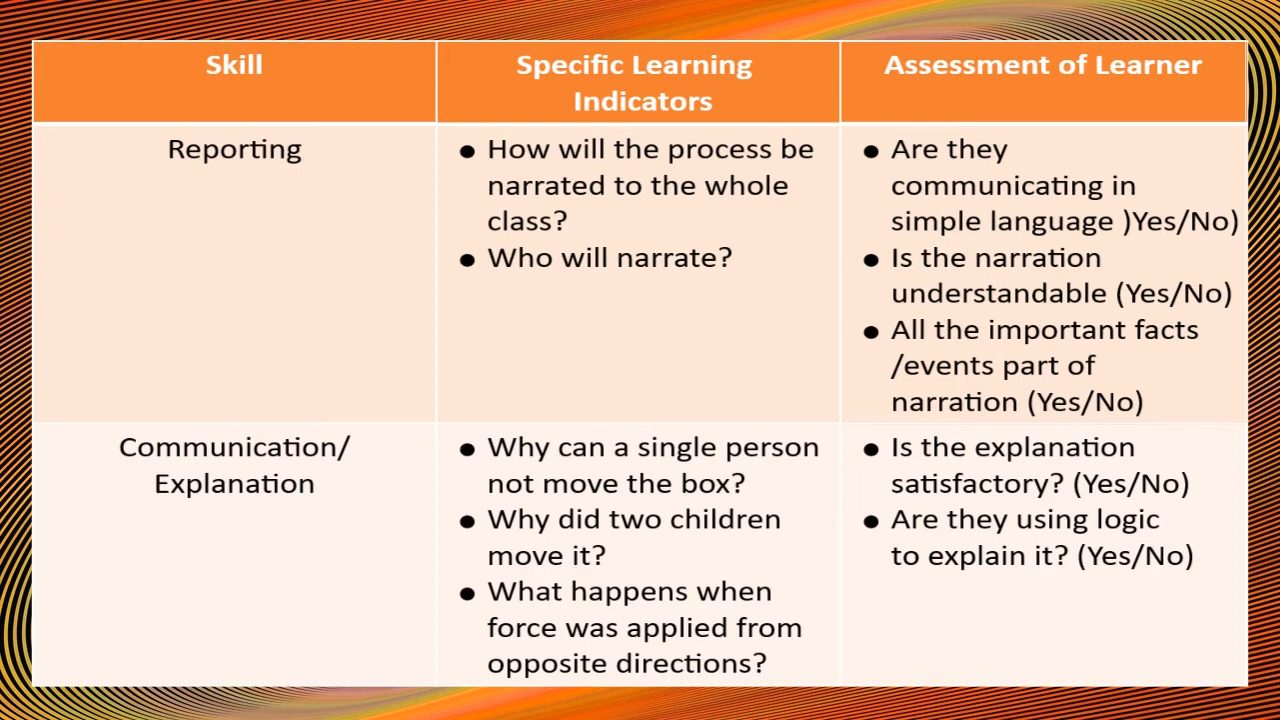 Skill
Specific Learning
Indicators
Assessment of Learner
Reporting
● How will the process be
narrated to the whole
class?
● Who will narrate?
● Are they
communicating in
simple language )Yes/No)
● Is the narration
understandable (Yes/No)
● All the important facts
/events part of
narration (Yes/No)
Communication/
Explanation
● Why can a single person
not move the box?
● Why did two children
move it?
● What happens when
force was applied from
opposite directions?
● Is the explanation
satisfactory? (Yes/No)
● Are they using logic
to explain it? (Yes/No)